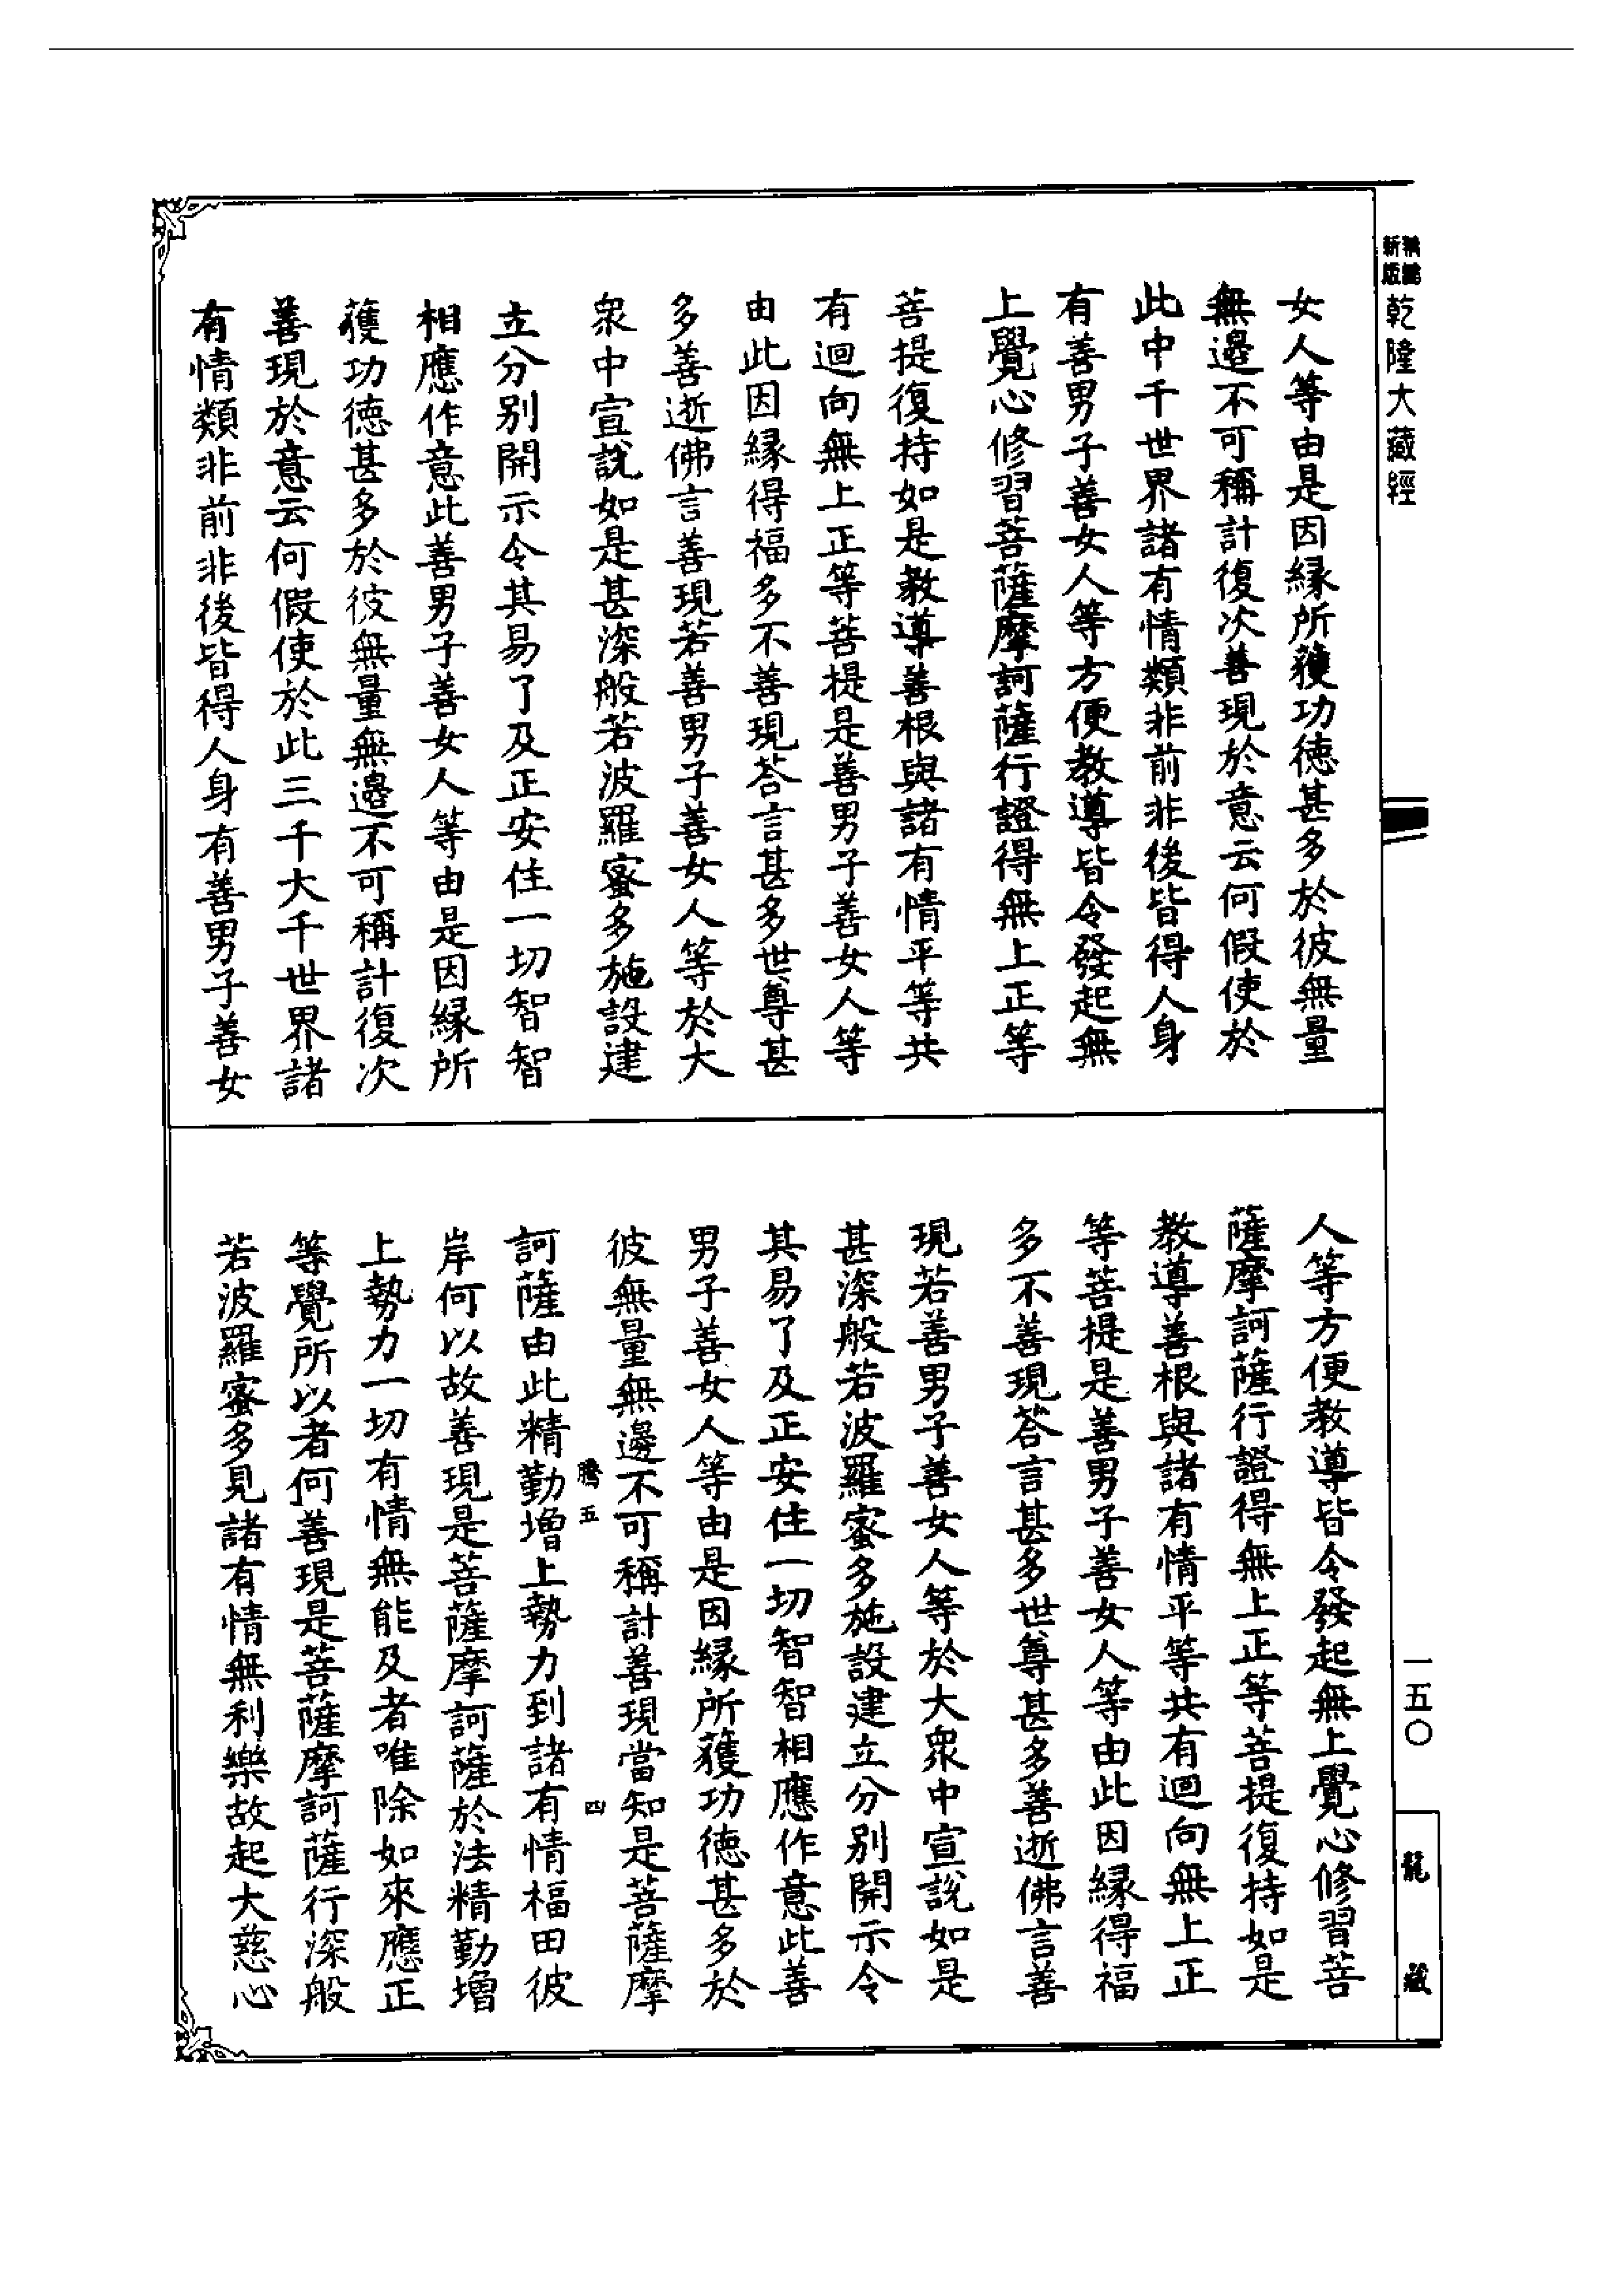 精編
新版
乾隆大藏經
女人等由是因緣所獲功德甚多於彼無量
無邊不可稱計復次善現於意云何假使於
此中千世界諸有情類非前非後皆得人身
有善男子善女人等方便教導皆令發起無
上覺心修習菩薩摩訶薩行證得無上正等
菩提復持如是教導善根與諸有情平等共
有迴向無上正等菩提是善男子善女人等
由此因緣得福多不善現荅言甚多世尊甚
多善逝佛言善現若善男子善女人等於大
衆中宣說如是甚深般若波羅蜜多施設建
立分別開示令其易了及正安住一切智智
相應作意此善男子善女人等由是因緣所
獲功德甚多於彼無量無邊不可稱計復次
善現於意云何假使於此三千大千世界諸
有情類非前非後皆得人身有善男子善女
人等方便教導皆令發起無上覺心修習菩
薩摩訶薩行證得無上正等菩提復持如是
教導善根與諸有情平等共有迴向無上正
等菩提是善男子善女人等由此因緣得福
多不善現荅言甚多世尊甚多善逝佛言善
現若善男子善女人等於大衆中宣說如是
甚深般若波羅蜜多施設建立分別開示令
其易了及正安住一切智智相應作意此善
男子善女人等由是因緣所獲功德甚多於
彼無量無邊不可稱計善現當知是菩薩摩
騰五 四
訶薩由此精勤增上勢力到諸有情福田彼
岸何以故善現是菩薩摩訶薩於法精勤增
上勢力一切有情無能及者唯除如來應正
等覺所以者何善現是菩薩摩訶薩行深般
若波羅蜜多見諸有情無利樂故起大慈心
一五〇
龍藏